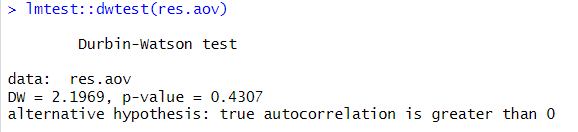 > lmtest::dwtest(res.aov)
Durbin-Watson test
data: res.aov
DW = 2.1969, p-value = 0.4307
alternative hypothesis: true autocorrelation is greater than 0